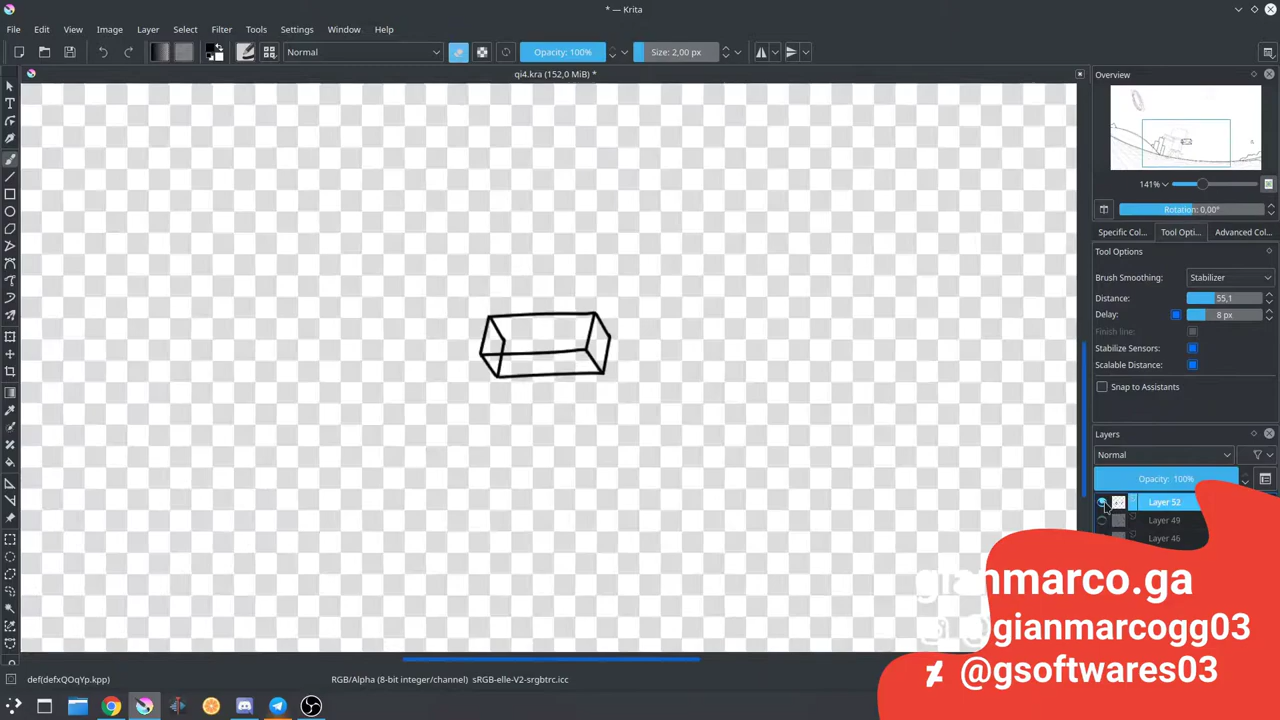 * — Krita
File Edit View Image Layer Select Filter Tools Settings Window Help
Normal Opacity: 100% Size: 2,00 px
qi4.kra (152,0 MiB) *
Overview
141%
Rotation: 0,00°
Specific Col... Tool Opti... Advanced Col...
Tool Options
Brush Smoothing: Stabilizer
Distance: 55,1
Delay: 8 px
Finish line:
Stabilize Sensors:
Scalable Distance:
Snap to Assistants
Layers
Normal
Opacity: 100%
Layer 52
Layer 49
Layer 46
gianmarco.ga
@gianmarcogg03
@gsoftwares03
def(defxQOqYp.kpp) RGB/Alpha (8-bit integer/channel) sRGB-elle-V2-srgbtrc.icc